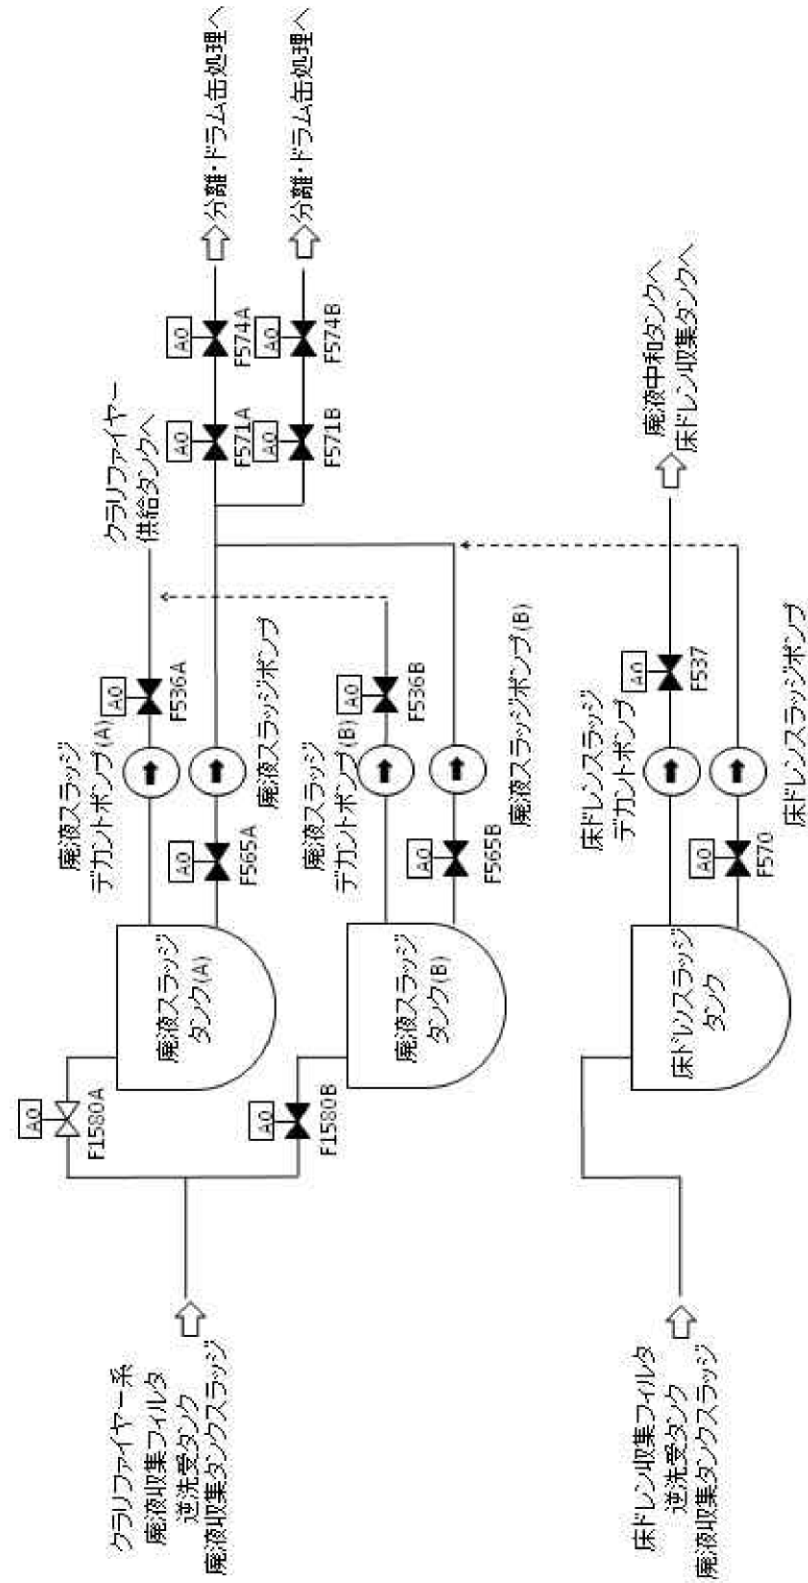 クラリファイヤー系
廃液収集フィルタ
逆洗受タンク
廃液収集タンクスラッジ
AO
F1580A
AO
F1580B
廃液スラッジ
タンク(A)
廃液スラッジ
デカントポンプ(A)
AO
F536A
クラリファイヤー
供給タンクへ
AO
F565A
廃液スラッジポンプ
AO
F571A
AO
F574A
分離・ドラム缶処理へ
AO
F571B
AO
F574B
分離・ドラム缶処理へ
廃液スラッジ
タンク(B)
廃液スラッジ
デカントポンプ(B)
AO
F536B
AO
F565B
廃液スラッジポンプ(B)
床ドレン収集フィルタ
逆洗受タンク
廃液収集タンクスラッジ
床ドレンスラッジ
タンク
床ドレンスラッジ
デカントポンプ
AO
F537
廃液中和タンクへ
床ドレン収集タンクへ
AO
F570
床ドレンスラッジポンプ